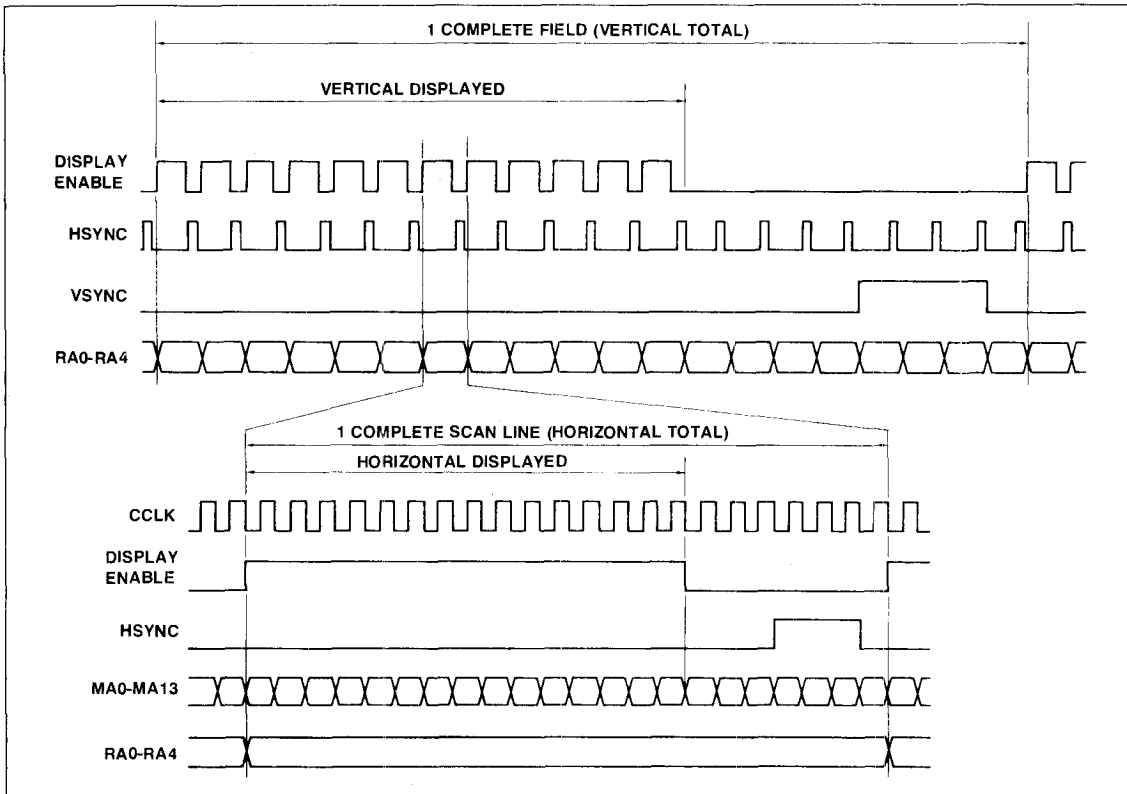 1 COMPLETE FIELD (VERTICAL TOTAL)
VERTICAL DISPLAYED
DISPLAY
ENABLE
HSYNC
VSYNC
RA0-RA4
1 COMPLETE SCAN LINE (HORIZONTAL TOTAL)
HORIZONTAL DISPLAYED
CCLK
DISPLAY
ENABLE
HSYNC
MA0-MA13
RA0-RA4